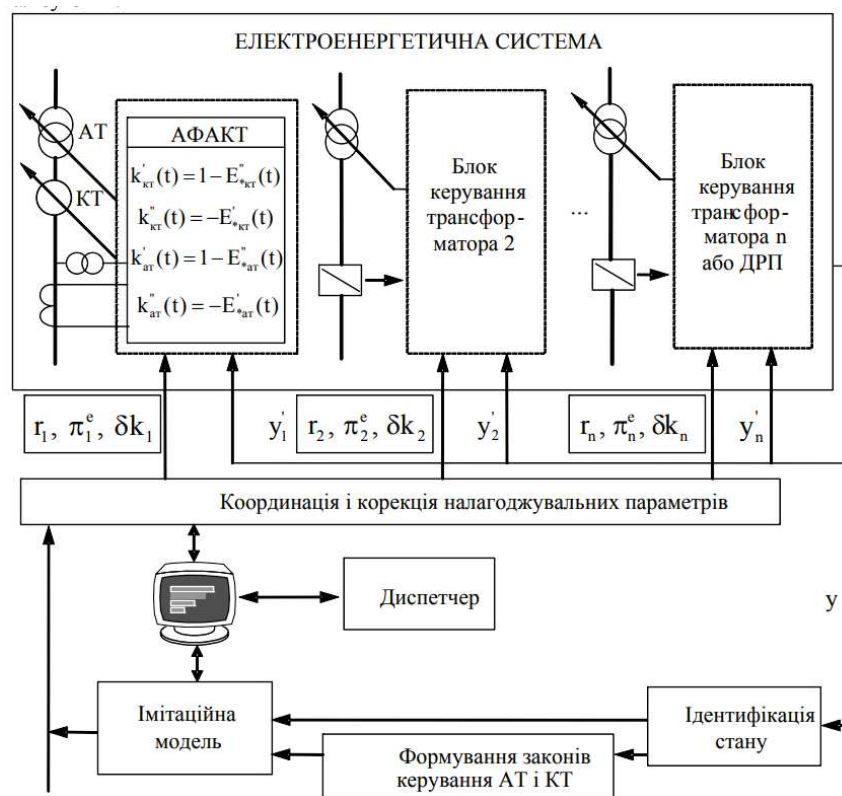 ЕЛЕКТРОЕНЕРГЕТИЧНА СИСТЕМА
АТ
КТ
АФАКТ
k'кт(t) = 1 − E"*кт(t)
k"кт(t) = −E'*кт(t)
k'ат(t) = 1 − E"*ат(t)
k"ат(t) = −E'*ат(t)
Блок
керування
трансфор-
матора 2
...
Блок
керування
трансфор-
матора n
або ДРП
r₁, π₁ᵉ, δk₁
y'₁
r₂, π₂ᵉ, δk₂
y'₂
rₙ, πₙᵉ, δkₙ
y'ₙ
Координація і корекція налагоджувальних параметрів
Диспетчер
y
Імітаційна
модель
Ідентифікація
стану
Формування законів
керування АТ і КТ